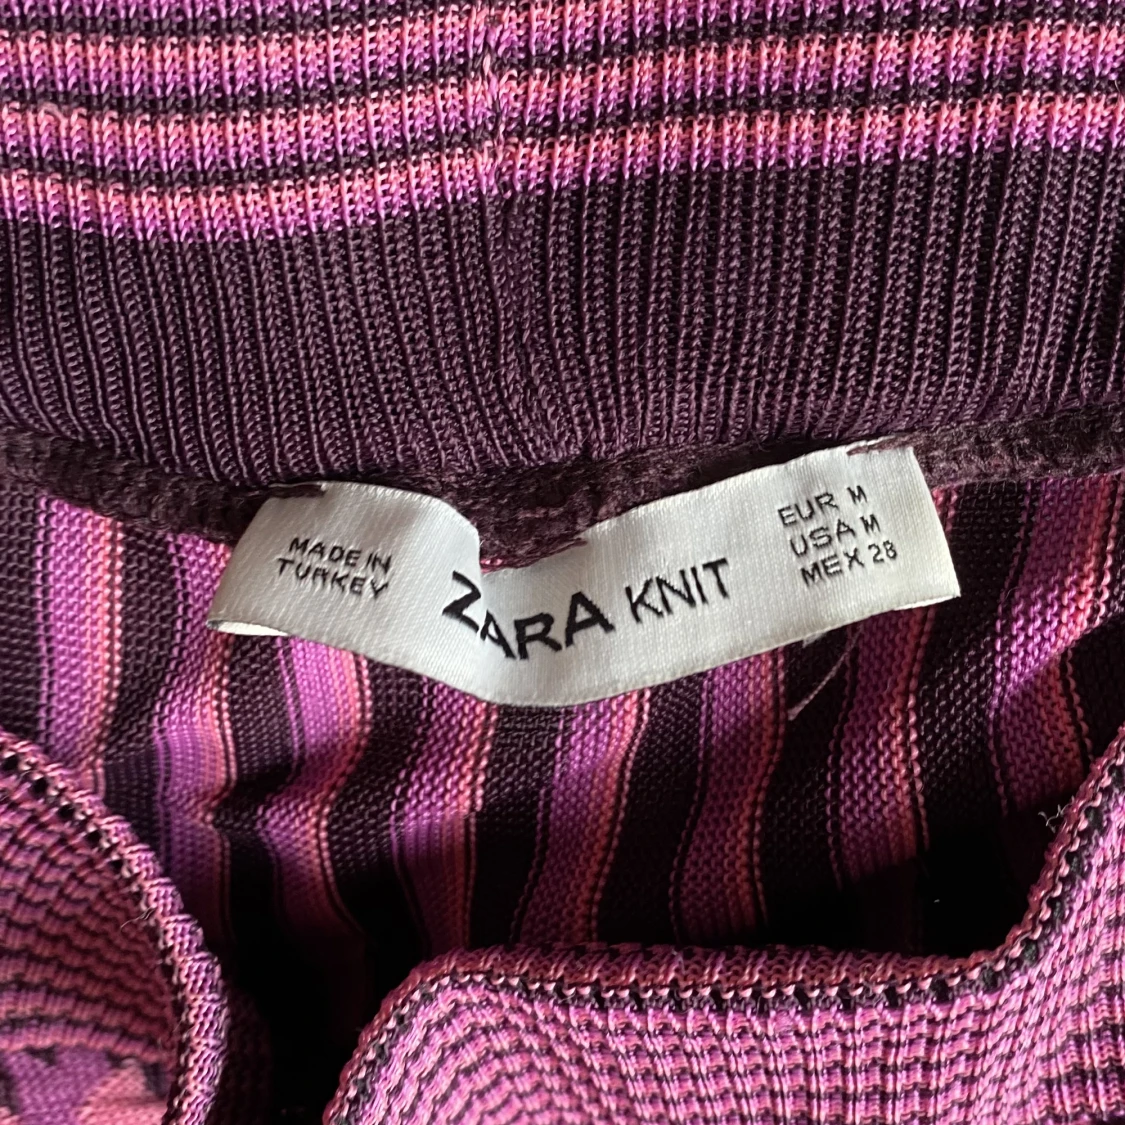 MADE IN
TURKEY
ZARA KNIT
EUR M
USA M
MEX 28